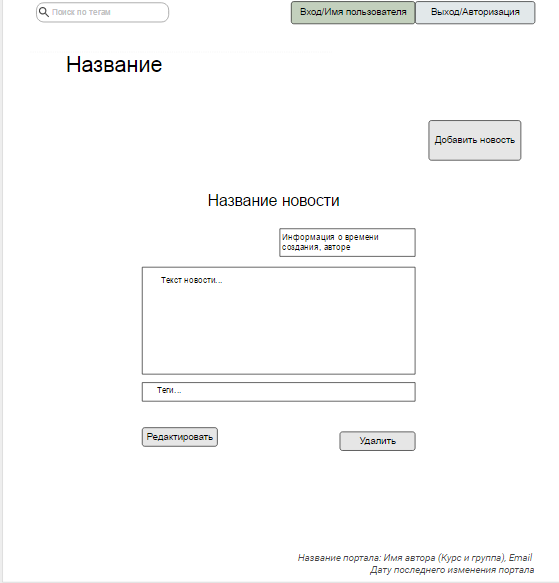 Поиск по тегам
Вход/Имя пользователя
Выход/Авторизация
Название
Добавить новость
Название новости
Информация о времени
создания, авторе
Текст новости...
Теги...
Редактировать
Удалить
Название портала: Имя автора (Курс и группа), Email
Дату последнего изменения портала